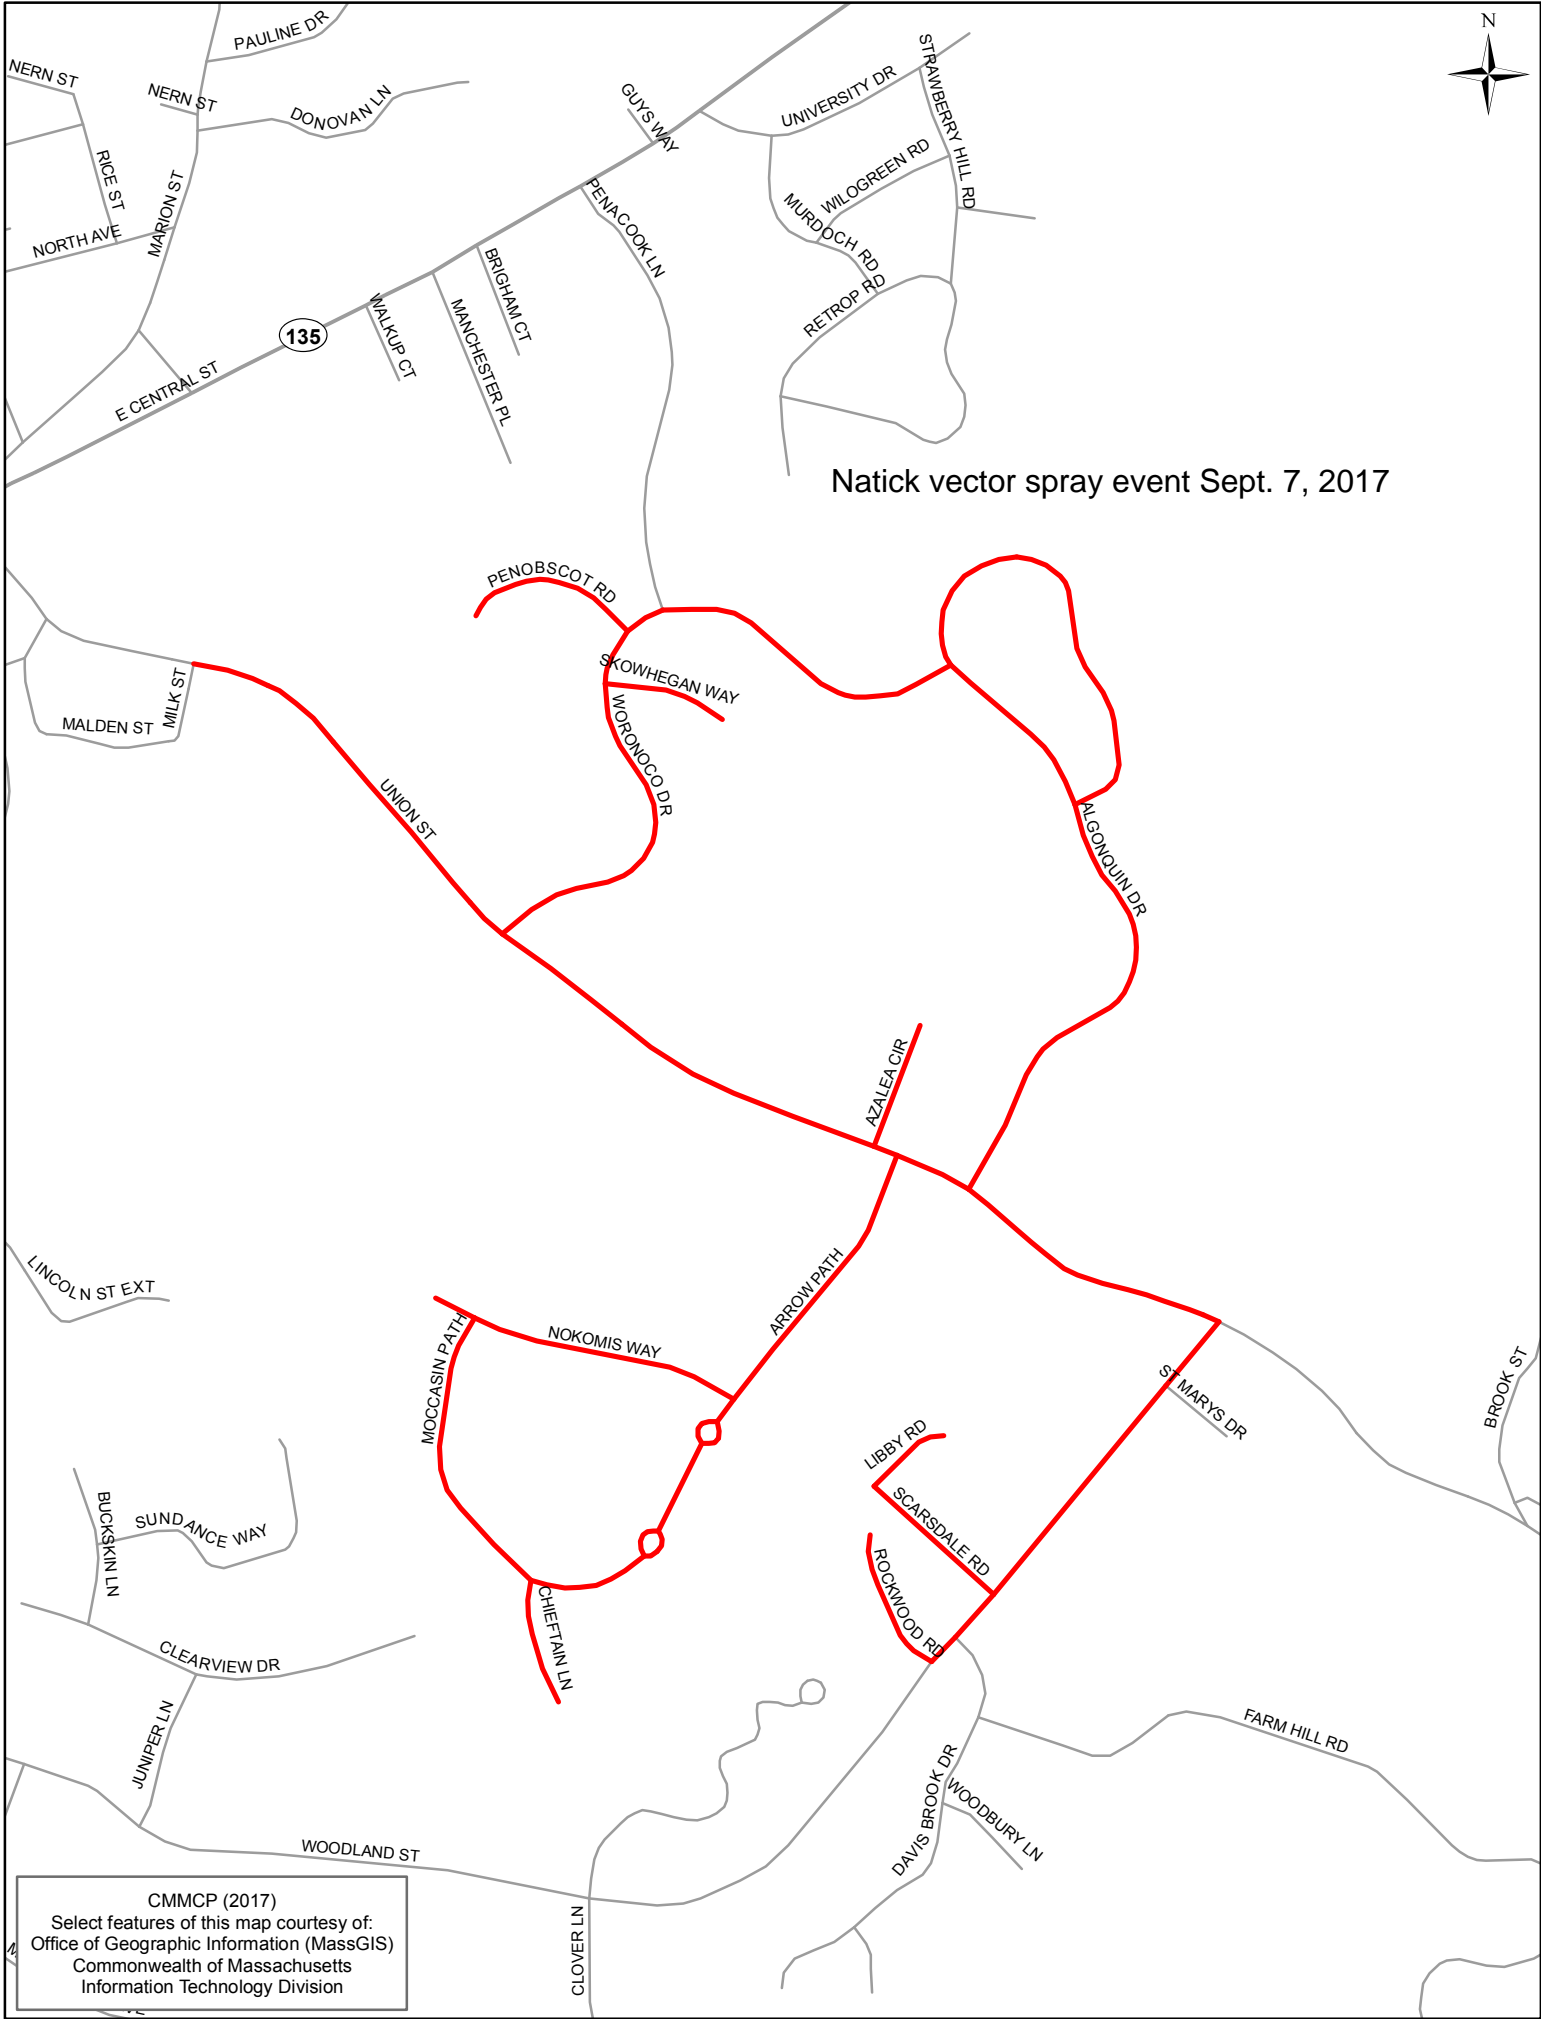 N
PAULINE DR
NERN ST
NERN ST
DONOVAN LN
RICE ST
MARION ST
NORTH AVE
GUYS WAY
UNIVERSITY DR
STRAWBERRY HILL RD
WILOGREEN RD
MURDOCH RD
RETROP RD
PENACOOK LN
BRIGHAM CT
MANCHESTER PL
WALKUP CT
135
E CENTRAL ST
Natick vector spray event Sept. 7, 2017
PENOBSCOT RD
SKOWHEGAN WAY
WORONOCO DR
MILK ST
MALDEN ST
UNION ST
ALGONQUIN DR
AZALEA CIR
ARROW PATH
LINCOLN ST EXT
NOKOMIS WAY
MOCCASIN PATH
ST MARYS DR
BROOK ST
LIBBY RD
SCARSDALE RD
ROCKWOOD RD
BUCKSKIN LN
SUNDANCE WAY
CHIEFTAIN LN
CLEARVIEW DR
JUNIPER LN
FARM HILL RD
DAVIS BROOK DR
WOODBURY LN
WOODLAND ST
CLOVER LN
CMMCP (2017)
Select features of this map courtesy of:
Office of Geographic Information (MassGIS)
Commonwealth of Massachusetts
Information Technology Division